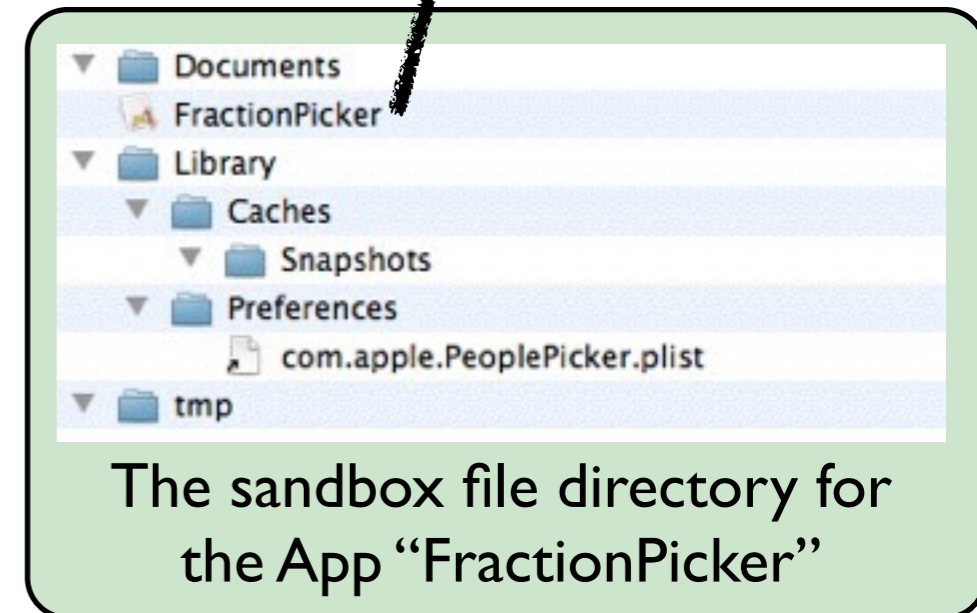 Documents
FractionPicker
Library
Caches
Snapshots
Preferences
com.apple.PeoplePicker.plist
tmp
The sandbox file directory for
the App “FractionPicker”